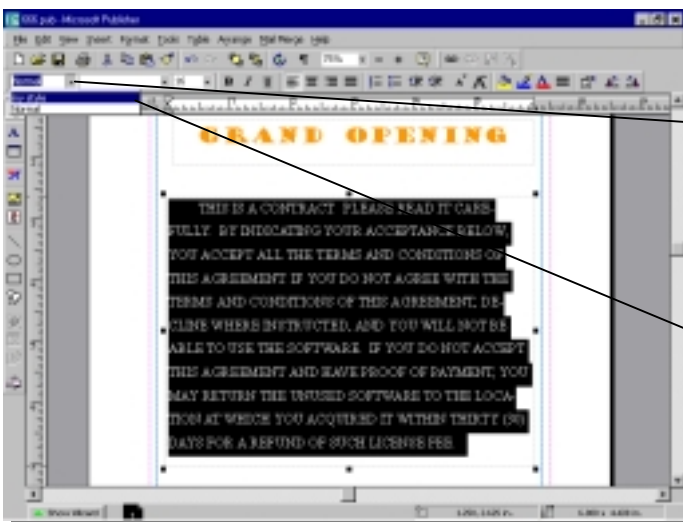 555.pub - Microsoft Publisher
File Edit View Insert Format Tools Table Arrange Mail Merge Help
75%
Normal 16 B I U
Normal
GRAND OPENING
THIS IS A CONTRACT PLEASE READ IT CARE-
FULLY. BY INDICATING YOUR ACCEPTANCE BELOW,
YOU ACCEPT ALL THE TERMS AND CONDITIONS OF
THIS AGREEMENT IF YOU DO NOT AGREE WITH THE
TERMS AND CONDITIONS OF THIS AGREEMENT, DE-
CLINE WHERE INSTRUCTED, AND YOU WILL NOT BE
ABLE TO USE THE SOFTWARE. IF YOU DO NOT ACCEPT
THIS AGREEMENT AND HAVE PROOF OF PAYMENT, YOU
MAY RETURN THE UNUSED SOFTWARE TO THE LOCA-
TION AT WHICH YOU ACQUIRED IT WITHIN THIRTY (30)
DAYS FOR A REFUND OF SUCH LICENSE FEE.
Show Wizard